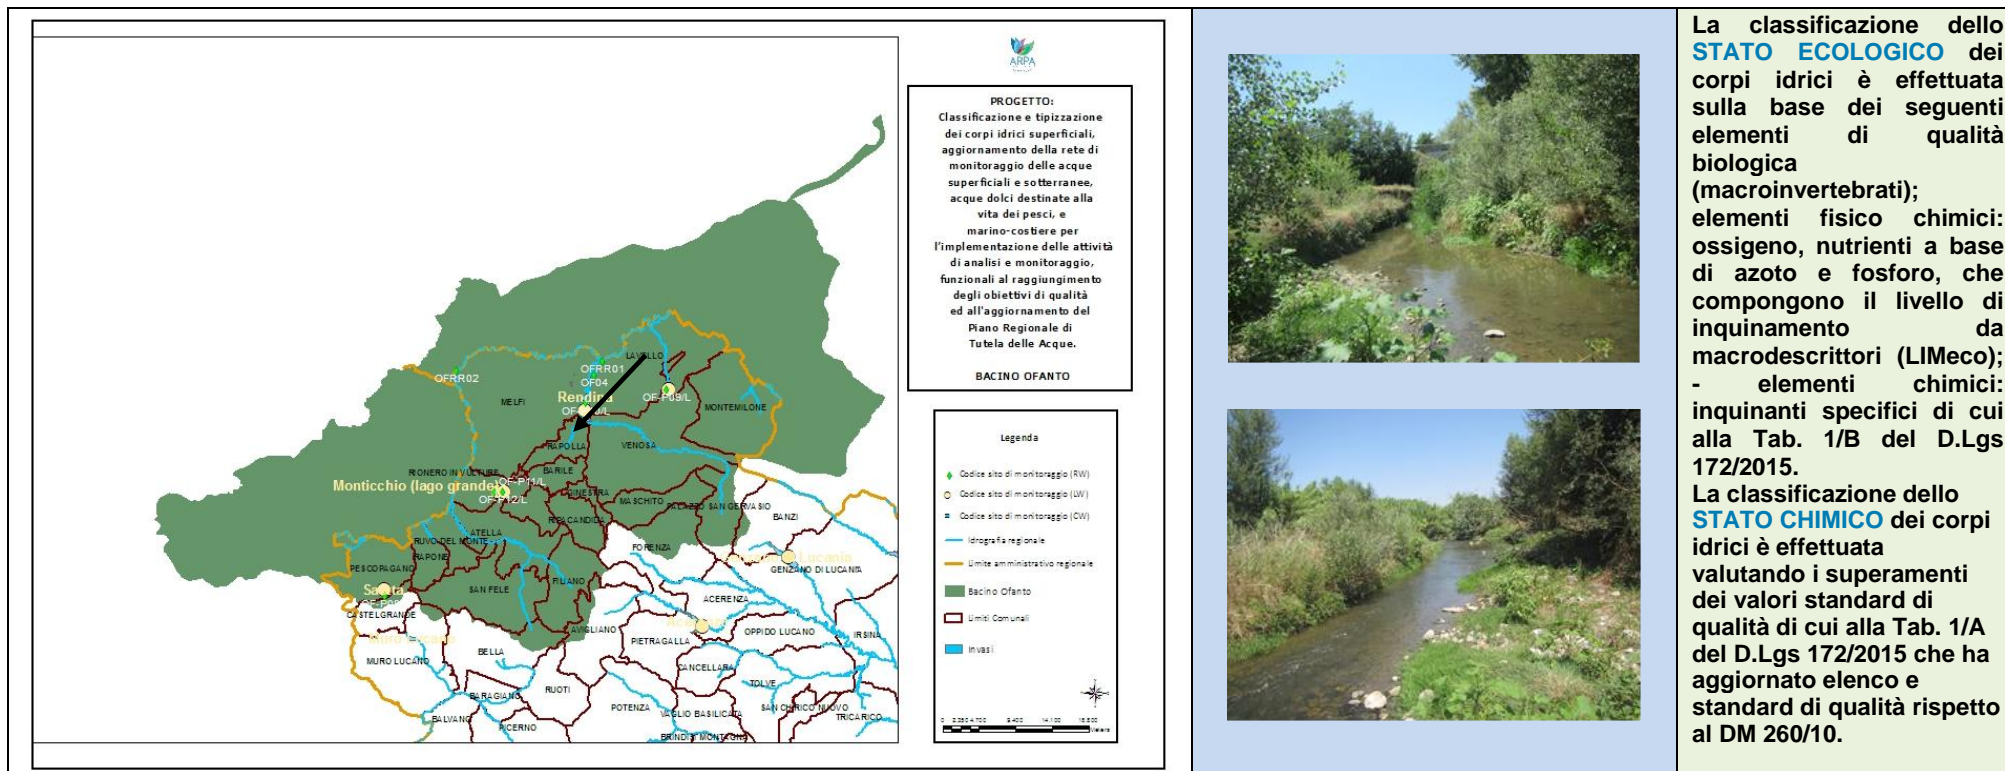 ARPA
PROGETTO:
Classificazione e tipizzazione
dei corpi idrici superficiali,
aggiornamento della rete di
monitoraggio delle acque
superficiali e sotterranee,
acque dolci destinate alla
vita dei pesci, e
marino-costiere per
l'implementazione delle attività
di analisi e monitoraggio,
funzionali al raggiungimento
degli obiettivi di qualità
ed all'aggiornamento del
Piano Regionale di
Tutela delle Acque.
BACINO OFANTO
Legenda
Codice sito di monitoraggio (RW)
Codice sito di monitoraggio (LW)
Codice sito di monitoraggio (CW)
Idrografia regionale
Limite amministrativo regionale
Bacino Ofanto
Limiti Comunali
Invasi
LAVELLO
OFRR01
OFRR02
OF04
MELFI
Rendina
OF-P09/L
MONTEMILONE
RAPOLLA
VENOSA
BARILE
RIONERO IN VULTURE
Monticchio (lago grande)
OF-P11/L
OF-P12/L
GINESTRA
MASCHITO
PALAZZO SAN GERVASIO
BANZI
RIPACANDIDA
ATELLA
RUVO DEL MONTE
FORENZA
RAPONE
PESCOPAGANO
GENZANO DI LUCANIA
FILIANO
SAN FELE
ACERENZA
CASTELGRANDE
AVIGLIANO
PIETRAGALLA
OPPIDO LUCANO
IRSINA
BELLA
MURO LUCANO
CANCELLARA
TOLVE
RUOTI
BARAGIANO
POTENZA
VAGLIO BASILICATA
SAN CHIRICO NUOVO
TRICARICO
BALVANO
PICERNO
BRINDISI MONTAGNA
La classificazione dello
STATO ECOLOGICO dei
corpi idrici è effettuata
sulla base dei seguenti
elementi di qualità
biologica
(macroinvertebrati);
elementi fisico chimici:
ossigeno, nutrienti a base
di azoto e fosforo, che
compongono il livello di
inquinamento da
macrodescrittori (LIMeco);
- elementi chimici:
inquinanti specifici di cui
alla Tab. 1/B del D.Lgs
172/2015.
La classificazione dello
STATO CHIMICO dei corpi
idrici è effettuata
valutando i superamenti
dei valori standard di
qualità di cui alla Tab. 1/A
del D.Lgs 172/2015 che ha
aggiornato elenco e
standard di qualità rispetto
al DM 260/10.